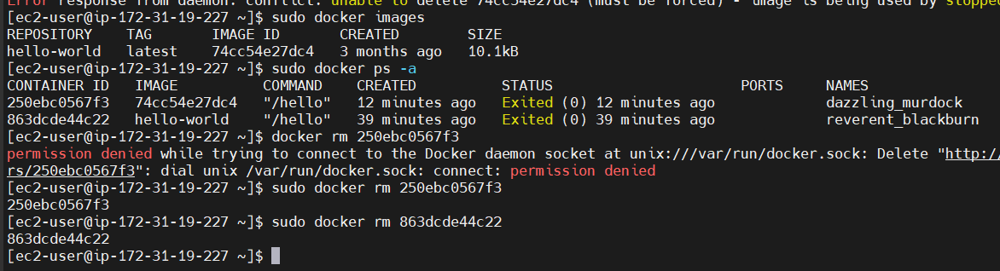 Error response from daemon: conflict: unable to delete 74cc54e27dc4 (must be forced) - image is being used by stopped
[ec2-user@ip-172-31-19-227 ~]$ sudo docker images
REPOSITORY    TAG       IMAGE ID       CREATED        SIZE
hello-world   latest    74cc54e27dc4   3 months ago   10.1kB
[ec2-user@ip-172-31-19-227 ~]$ sudo docker ps -a
CONTAINER ID   IMAGE          COMMAND    CREATED          STATUS                      PORTS     NAMES
250ebc0567f3   74cc54e27dc4   "/hello"   12 minutes ago   Exited (0) 12 minutes ago             dazzling_murdock
863dcde44c22   hello-world    "/hello"   39 minutes ago   Exited (0) 39 minutes ago             reverent_blackburn
[ec2-user@ip-172-31-19-227 ~]$ docker rm 250ebc0567f3
permission denied while trying to connect to the Docker daemon socket at unix:///var/run/docker.sock: Delete "http:/
rs/250ebc0567f3": dial unix /var/run/docker.sock: connect: permission denied
[ec2-user@ip-172-31-19-227 ~]$ sudo docker rm 250ebc0567f3
250ebc0567f3
[ec2-user@ip-172-31-19-227 ~]$ sudo docker rm 863dcde44c22
863dcde44c22
[ec2-user@ip-172-31-19-227 ~]$